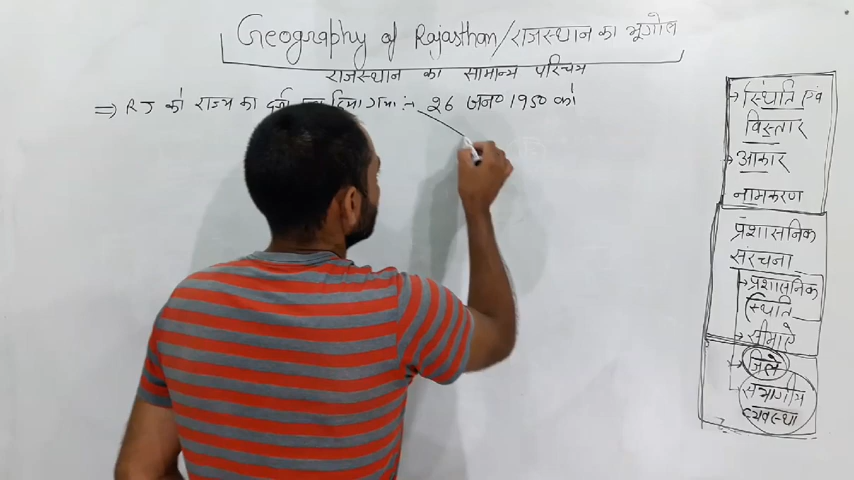 Geography of Rajasthan/राजस्थान का भूगोल
राजस्थान का सामान्य परिचय
⇒ RJ को राज्य का दर्जा दिया गया :- 26 जन० 1950 को
→ स्थिति एवं
विस्तार
→ आकार
नामकरण
प्रशासनिक
संरचना
→ प्रशासनिक
स्थिति
→ सीमाऐ
→ जिले
संभागीय
व्यवस्था